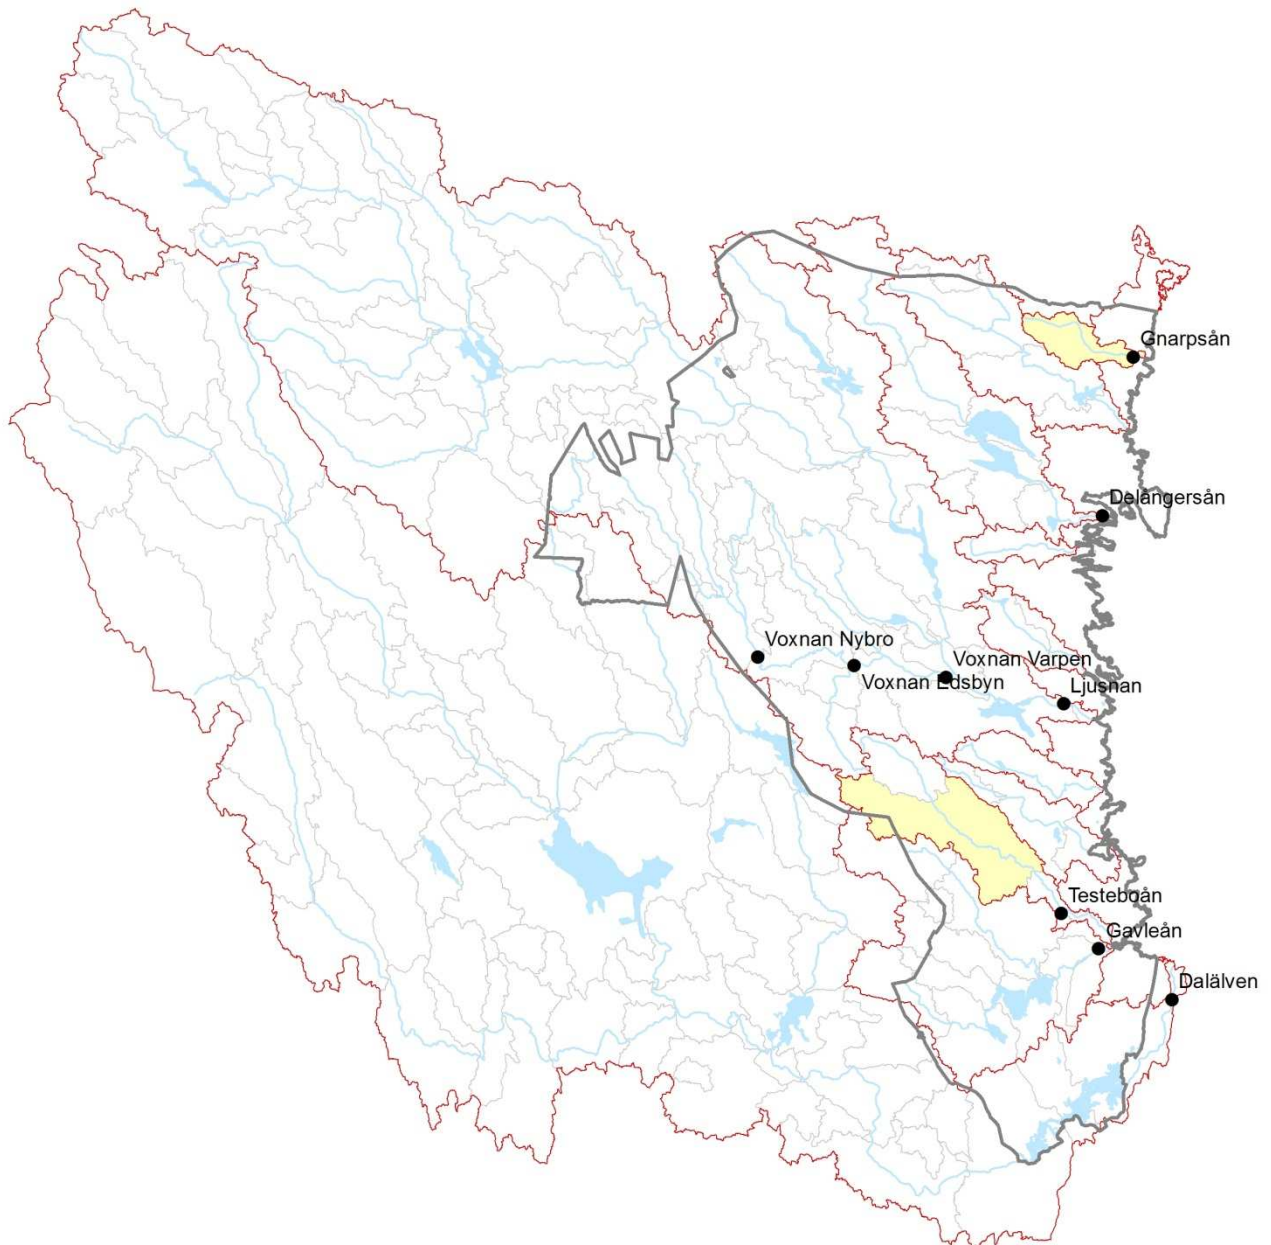 Gnarpsån
Delångersån
Voxnan Nybro
Voxnan Varpen
Voxnan Edsbyn
Ljusnan
Testeboån
Gavleån
Dalälven